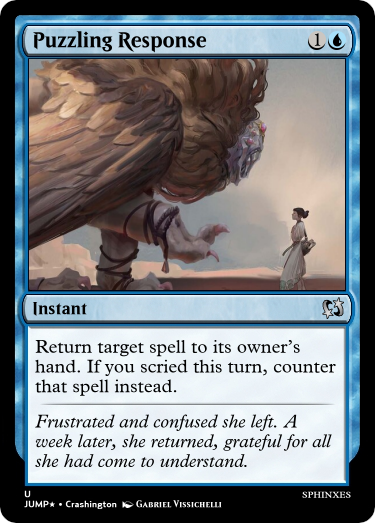 Puzzling Response 1
Instant
Return target spell to its owner's
hand. If you scried this turn, counter
that spell instead.
Frustrated and confused she left. A
week later, she returned, grateful for all
she had come to understand.
U
SPHINXES
JUMP★ • Crashington Gabriel Vissichelli